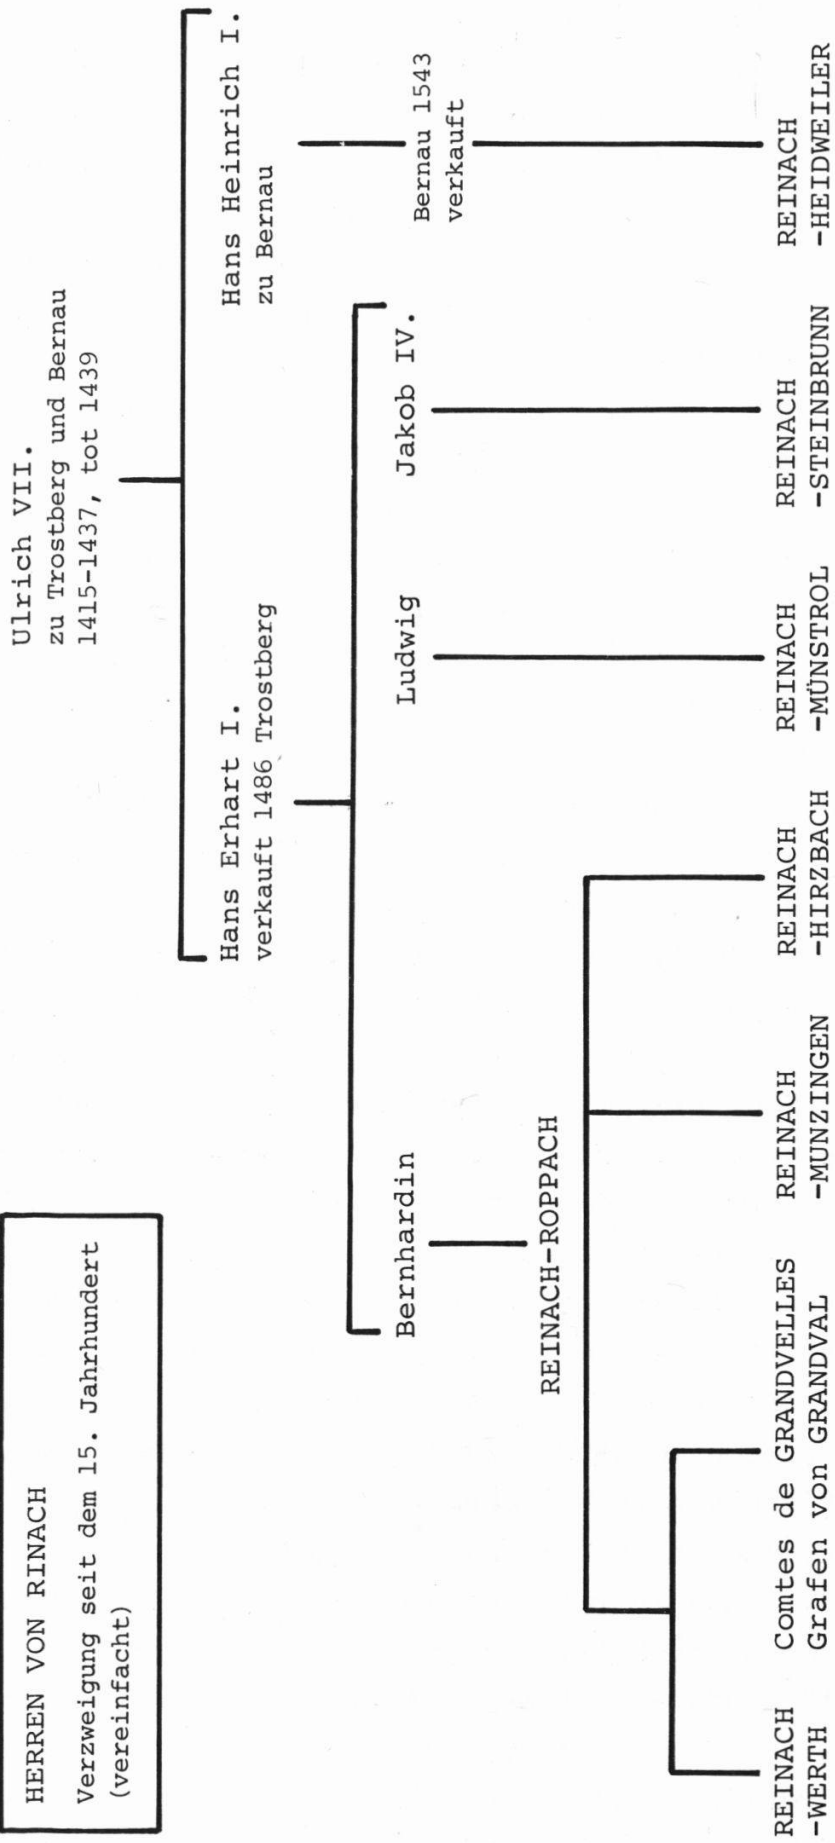 HERREN VON RINACH
Verzweigung seit dem 15. Jahrhundert
(vereinfacht)
Ulrich VII.
zu Trostberg und Bernau
1415-1437, tot 1439
Hans Erhart I.
verkauft 1486 Trostberg
Hans Heinrich I.
zu Bernau
Bernhardin
Ludwig
Jakob IV.
Bernau 1543
verkauft
REINACH-ROPPACH
REINACH
-WERTH
Comtes de GRANDVELLES
Grafen von GRANDVAL
REINACH
-MUNZINGEN
REINACH
-HIRZBACH
REINACH
-MÜNSTROL
REINACH
-STEINBRUNN
REINACH
-HEIDWEILER